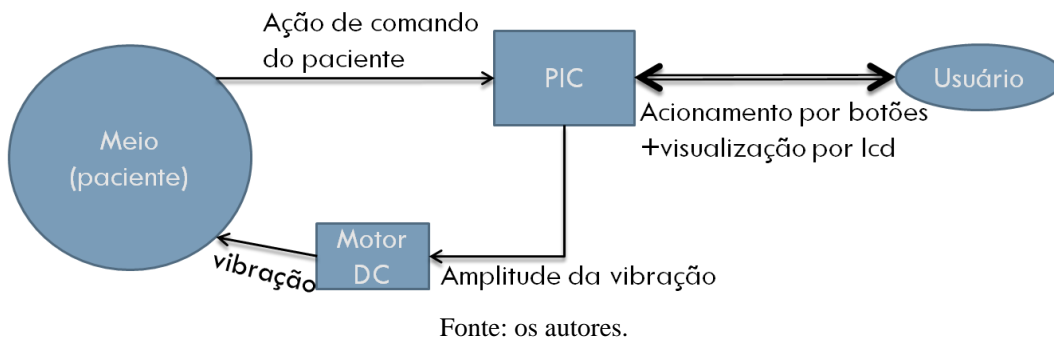 Ação de comando
do paciente
PIC
Usuário
Acionamento por botões
+visualização por lcd
Meio
(paciente)
Motor
DC
vibração
Amplitude da vibração
Fonte: os autores.